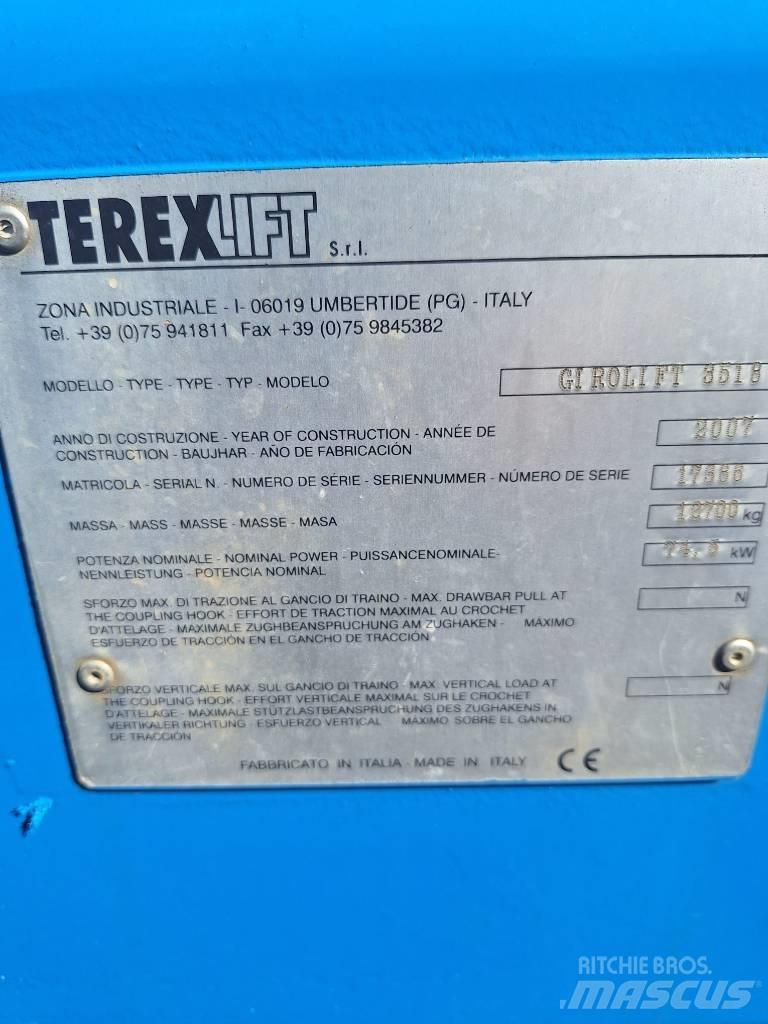 TEREXLIFT S.r.l.
ZONA INDUSTRIALE - I- 06019 UMBERTIDE (PG) - ITALY
Tel. +39 (0)75 941811 Fax +39 (0)75 9845382
MODELLO - TYPE - TYPE - TYP - MODELO GIROLIFT 3518
ANNO DI COSTRUZIONE - YEAR OF CONSTRUCTION - ANNÉE DE 2007
CONSTRUCTION - BAUJHAR - AÑO DE FABRICACIÓN
MATRICOLA - SERIAL N. - NUMERO DE SÉRIE - SERIENNUMMER - NÚMERO DE SERIE
MASSA - MASS - MASSE - MASSE - MASA 12700 kg
POTENZA NOMINALE - NOMINAL POWER - PUISSANCENOMINALE- 74,5 kW
NENNLEISTUNG - POTENCIA NOMINAL
SFORZO MAX. DI TRAZIONE AL GANCIO DI TRAINO - MAX. DRAWBAR PULL AT N
THE COUPLING HOOK - EFFORT DE TRACTION MAXIMAL AU CROCHET
D'ATTELAGE - MAXIMALE ZUGHBEANSPRUCHUNG AM ZUGHAKEN - MÁXIMO
ESFUERZO DE TRACCIÓN EN EL GANCHO DE TRACCIÓN
SFORZO VERTICALE MAX. SUL GANCIO DI TRAINO - MAX. VERTICAL LOAD AT N
THE COUPLING HOOK - EFFORT VERTICALE MAXIMAL SUR LE CROCHET
D'ATTELAGE - MAXIMALE STÜTZLASTBEANSPRUCHUNG DES ZUGHAKENS IN
VERTIKALER RICHTUNG - ESFUERZO VERTICAL MÁXIMO SOBRE EL GANCHO
DE TRACCIÓN
FABBRICATO IN ITALIA - MADE IN ITALY CE
RITCHIE BROS.
MASCUS